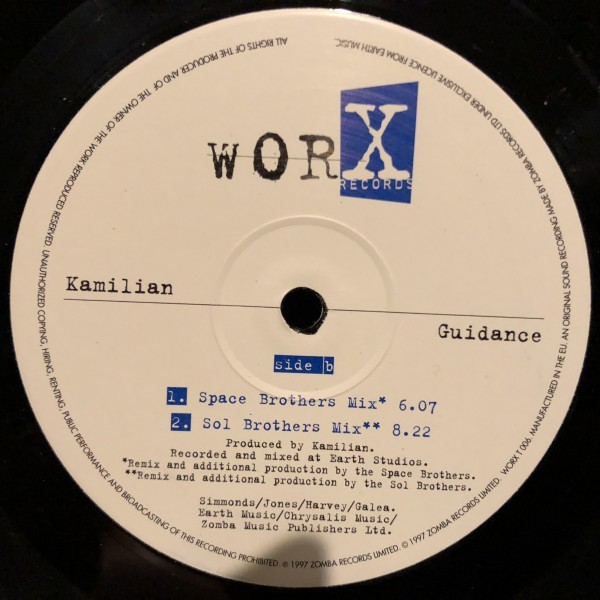 worX
RECORDS
Kamilian
Guidance
side b
1. Space Brothers Mix* 6.07
2. Sol Brothers Mix** 8.22
Produced by Kamilian.
Recorded and mixed at Earth Studios.
*Remix and additional production by the Space Brothers.
**Remix and additional production by the Sol Brothers.
Simmonds/Jones/Harvey/Galea.
Earth Music/Chrysalis Music/
Zomba Music Publishers Ltd.
ALL RIGHTS OF THE PRODUCER AND OF THE OWNER OF THE WORK REPRODUCED RESERVED. UNAUTHORIZED COPYING, HIRING, RENTING, PUBLIC PERFORMANCE AND BROADCASTING OF THIS RECORDING PROHIBITED. ℗ 1997 ZOMBA RECORDS LIMITED. © 1997 ZOMBA RECORDS LIMITED. WORX T 006. MANUFACTURED IN THE EU. AN ORIGINAL SOUND RECORDING MADE BY ZOMBA RECORDS LTD UNDER EXCLUSIVE LICENCE FROM EARTH MUSIC.